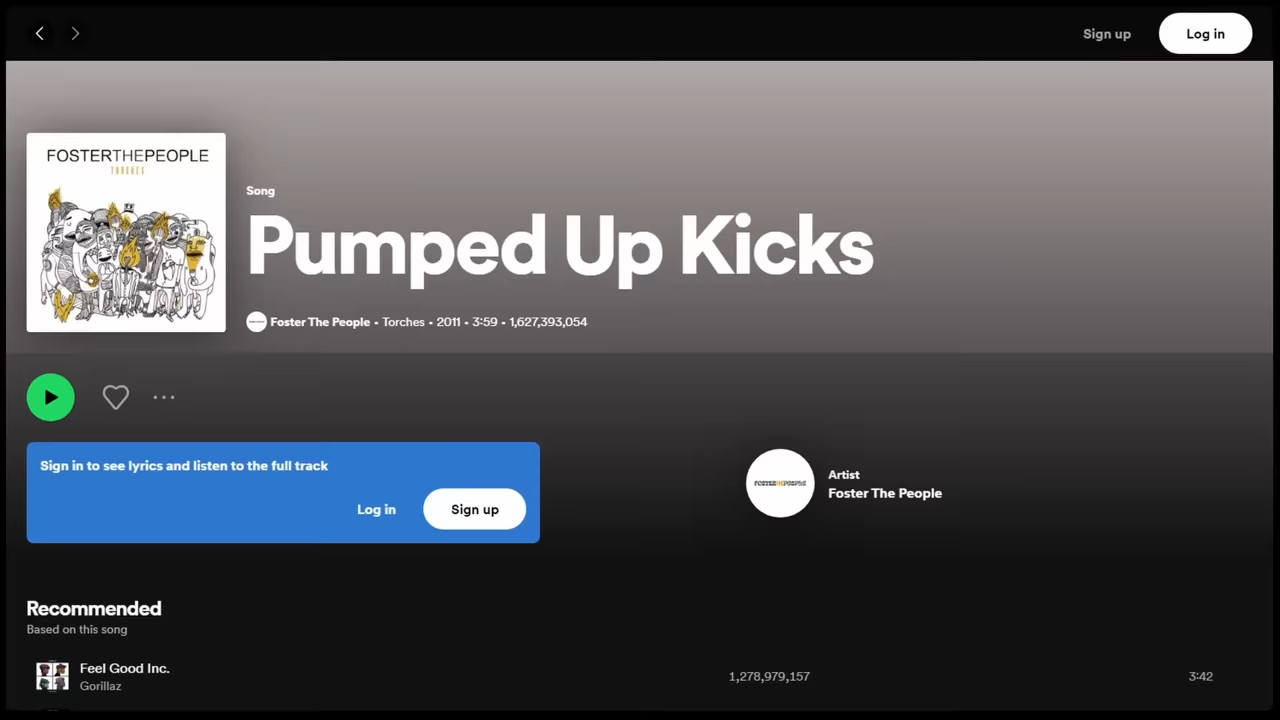 Sign up
Log in
FOSTERTHEPEOPLE
TORCHES
Song
Pumped Up Kicks
Foster The People • Torches • 2011 • 3:59 • 1,627,393,054
Sign in to see lyrics and listen to the full track
Log in
Sign up
FOSTERTHEPEOPLE
Artist
Foster The People
Recommended
Based on this song
Feel Good Inc.
Gorillaz
1,278,979,157
3:42